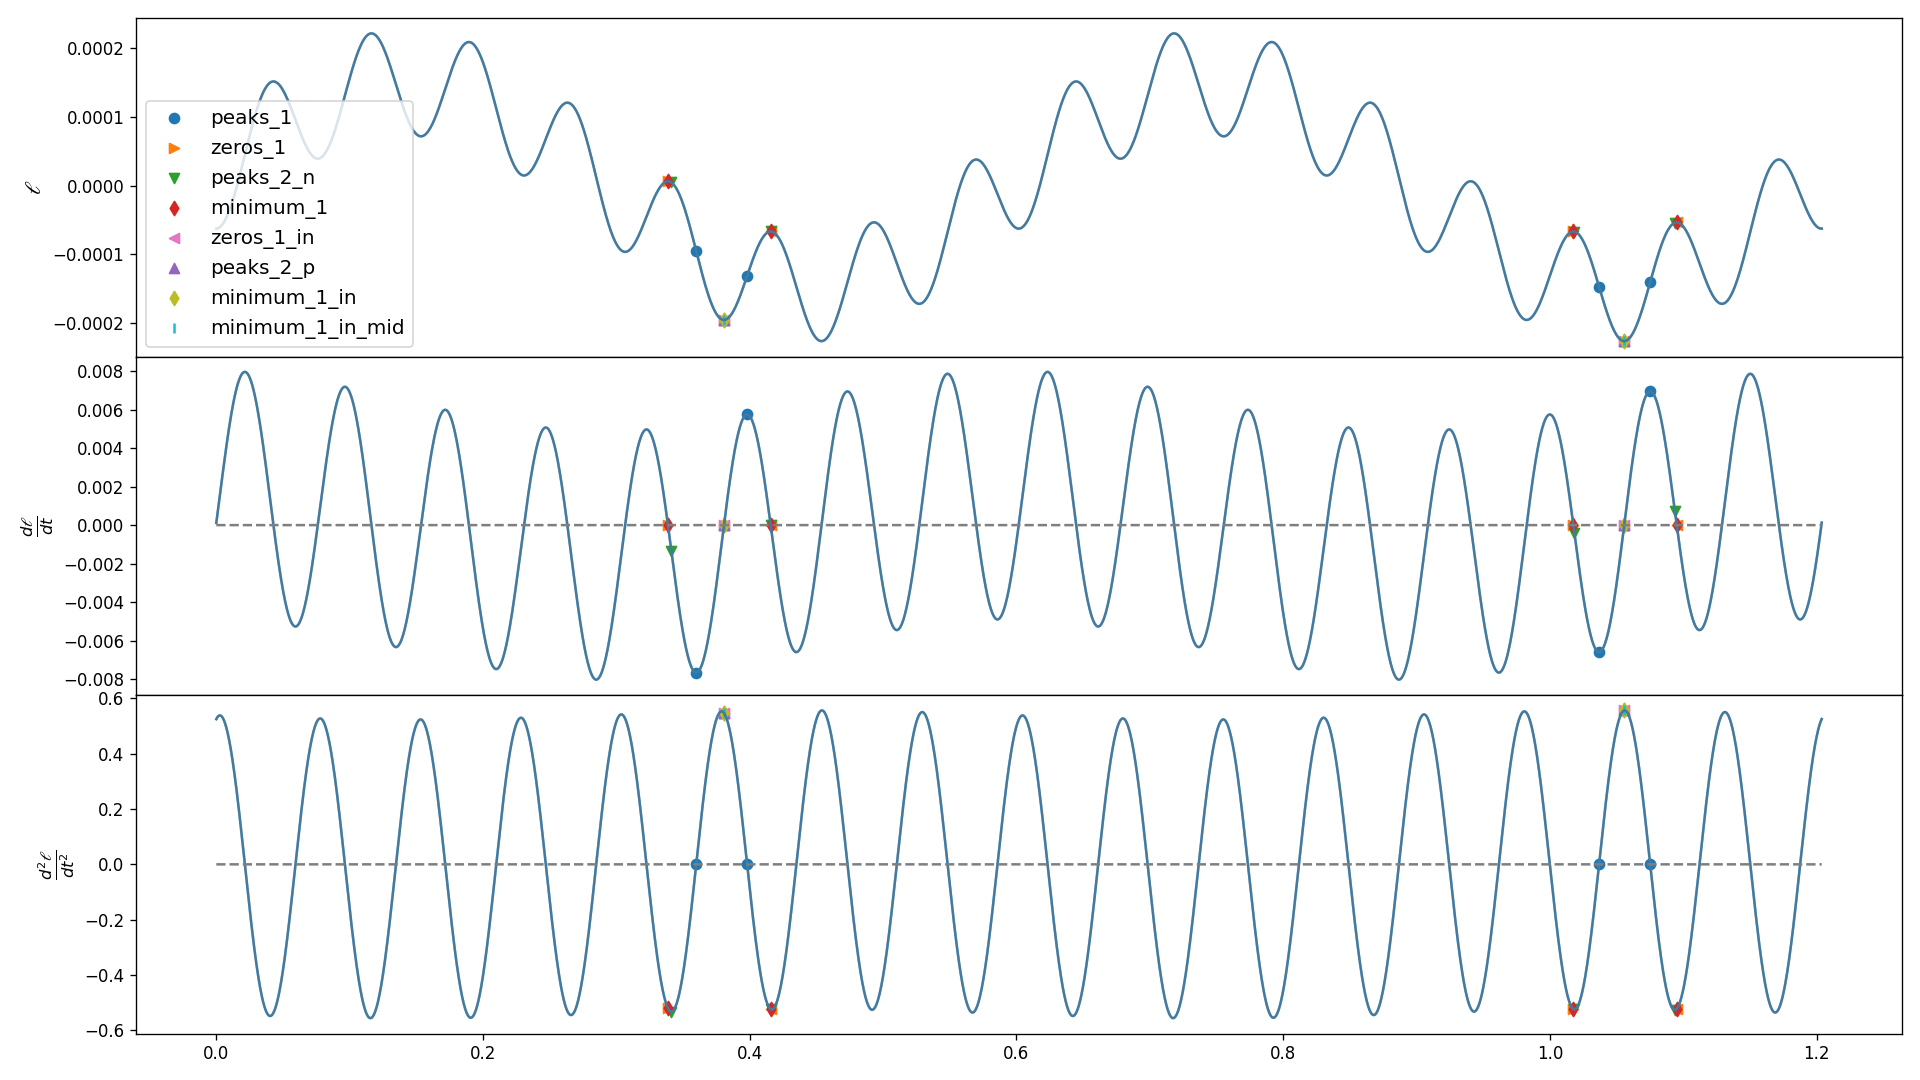 0.0002
0.0001
0.0000
−0.0001
−0.0002
ℓ
peaks_1
zeros_1
peaks_2_n
minimum_1
zeros_1_in
peaks_2_p
minimum_1_in
minimum_1_in_mid
0.008
0.006
0.004
0.002
0.000
−0.002
−0.004
−0.006
−0.008
dℓ
dt
0.6
0.4
0.2
0.0
−0.2
−0.4
−0.6
d²ℓ
dt²
0.0 0.2 0.4 0.6 0.8 1.0 1.2